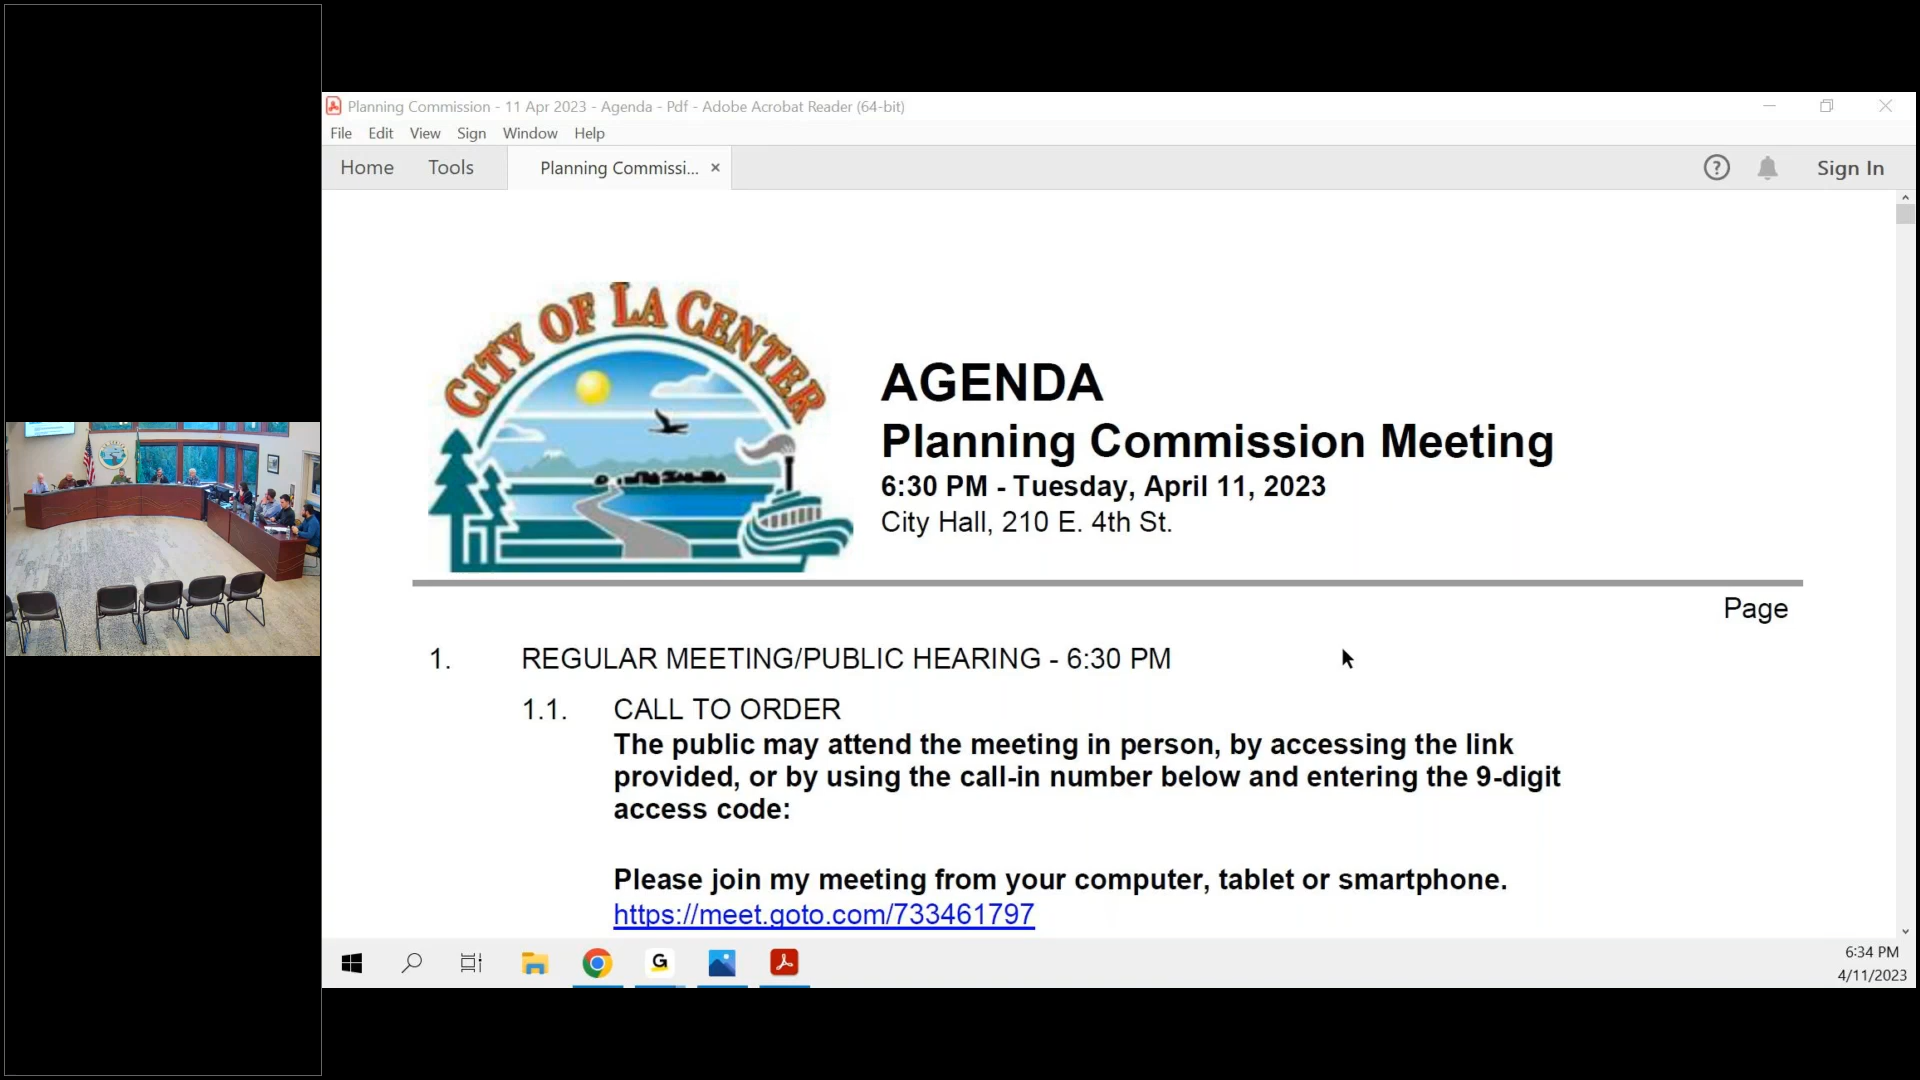 Planning Commission - 11 Apr 2023 - Agenda - Pdf - Adobe Acrobat Reader (64-bit)
File Edit View Sign Window Help
Home Tools Planning Commissi... × Sign In
CITY OF LA CENTER
AGENDA
Planning Commission Meeting
6:30 PM - Tuesday, April 11, 2023
City Hall, 210 E. 4th St.
Page
1. REGULAR MEETING/PUBLIC HEARING - 6:30 PM
1.1. CALL TO ORDER
The public may attend the meeting in person, by accessing the link
provided, or by using the call-in number below and entering the 9-digit
access code:
Please join my meeting from your computer, tablet or smartphone.
https://meet.goto.com/733461797
G
6:34 PM
4/11/2023